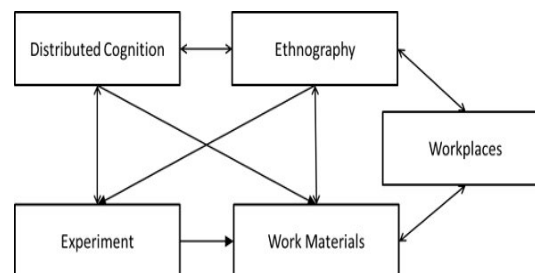 Distributed Cognition
Ethnography
Workplaces
Experiment
Work Materials